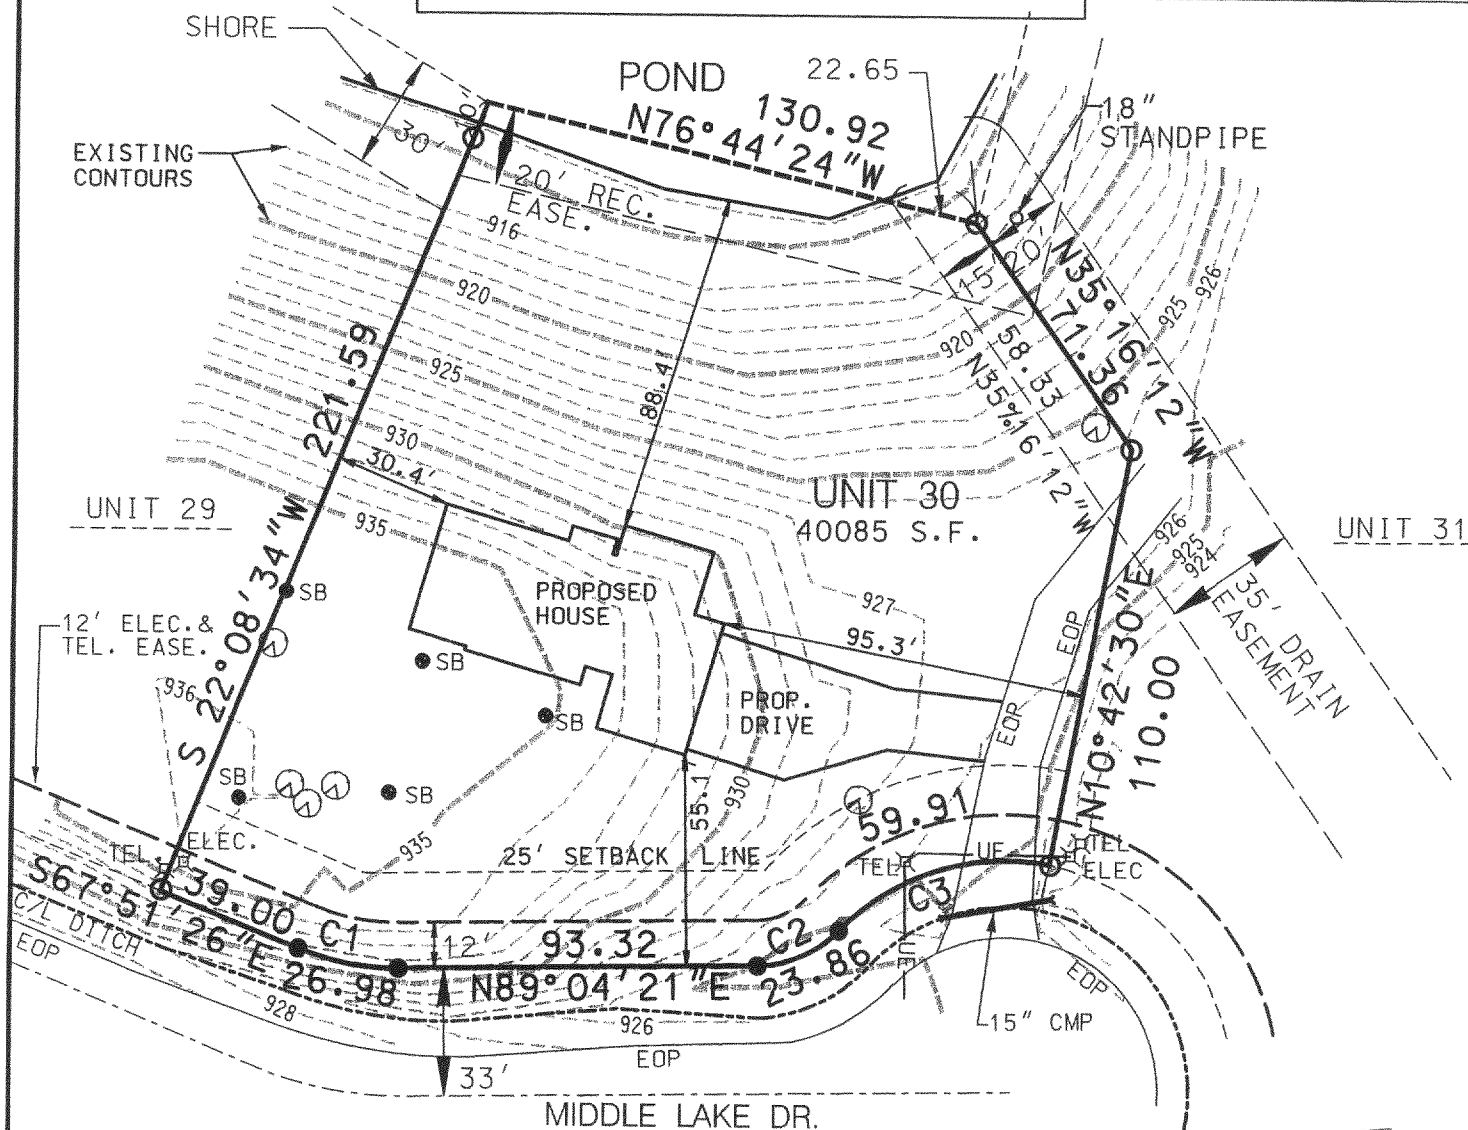 SHORE
POND
22.65
130.92
N76°44'24"W
18"
STANDPIPE
10'
30'
EXISTING
CONTOURS
20' REC.
EASE.
916
920
925
930
935
15'
20'
N35°16'12"W
71.36
58.33
N35%16'12"W
920
925
926
221.59
S 22°08'34"W
88.4
30.4'
UNIT 29
UNIT 30
40085 S.F.
UNIT 31
PROPOSED
HOUSE
927
926
925
924
35' DRAIN
EASEMENT
EOP
EOP
95.3'
N10°42'30"E
110.00
PROP.
DRIVE
12' ELEC.&
TEL. EASE.
936
SB
SB
SB
SB
SB
930
935
55.1'
25' SETBACK LINE
59.91
TEL
ELEC.
TEL
UE
TEL
ELEC
UE
S67°51'26"E
39.00
C1
26.98
12'
93.32
N89°04'21"E
C2
23.86
C3
C/L DITCH
EOP
928
926
EOP
EOP
15" CMP
33'
MIDDLE LAKE DR.